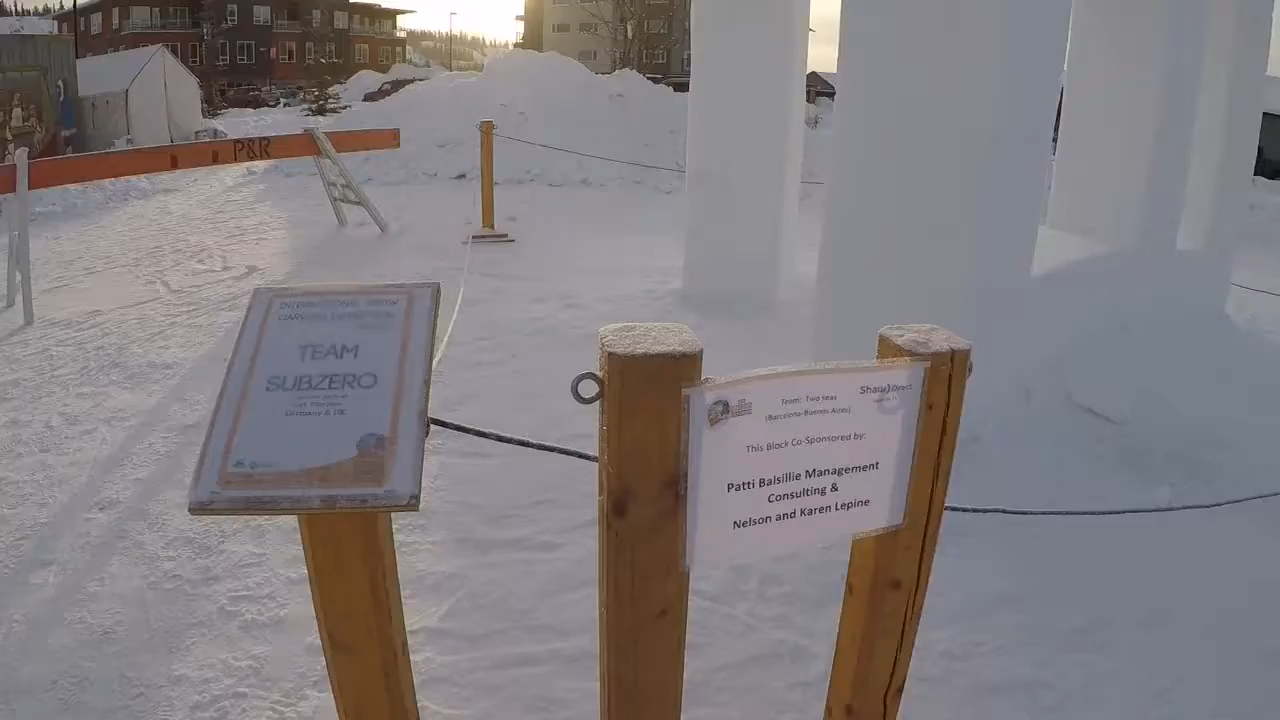 P&R
INTERNATIONAL SNOW
CARVING
TEAM
SUBZERO
Germany & UK
Shaw)Direct
Team: Two seas
(Barcelona-Buenos Aires)
This Block Co-Sponsored by:
Patti Balsillie Management
Consulting &
Nelson and Karen Lepine